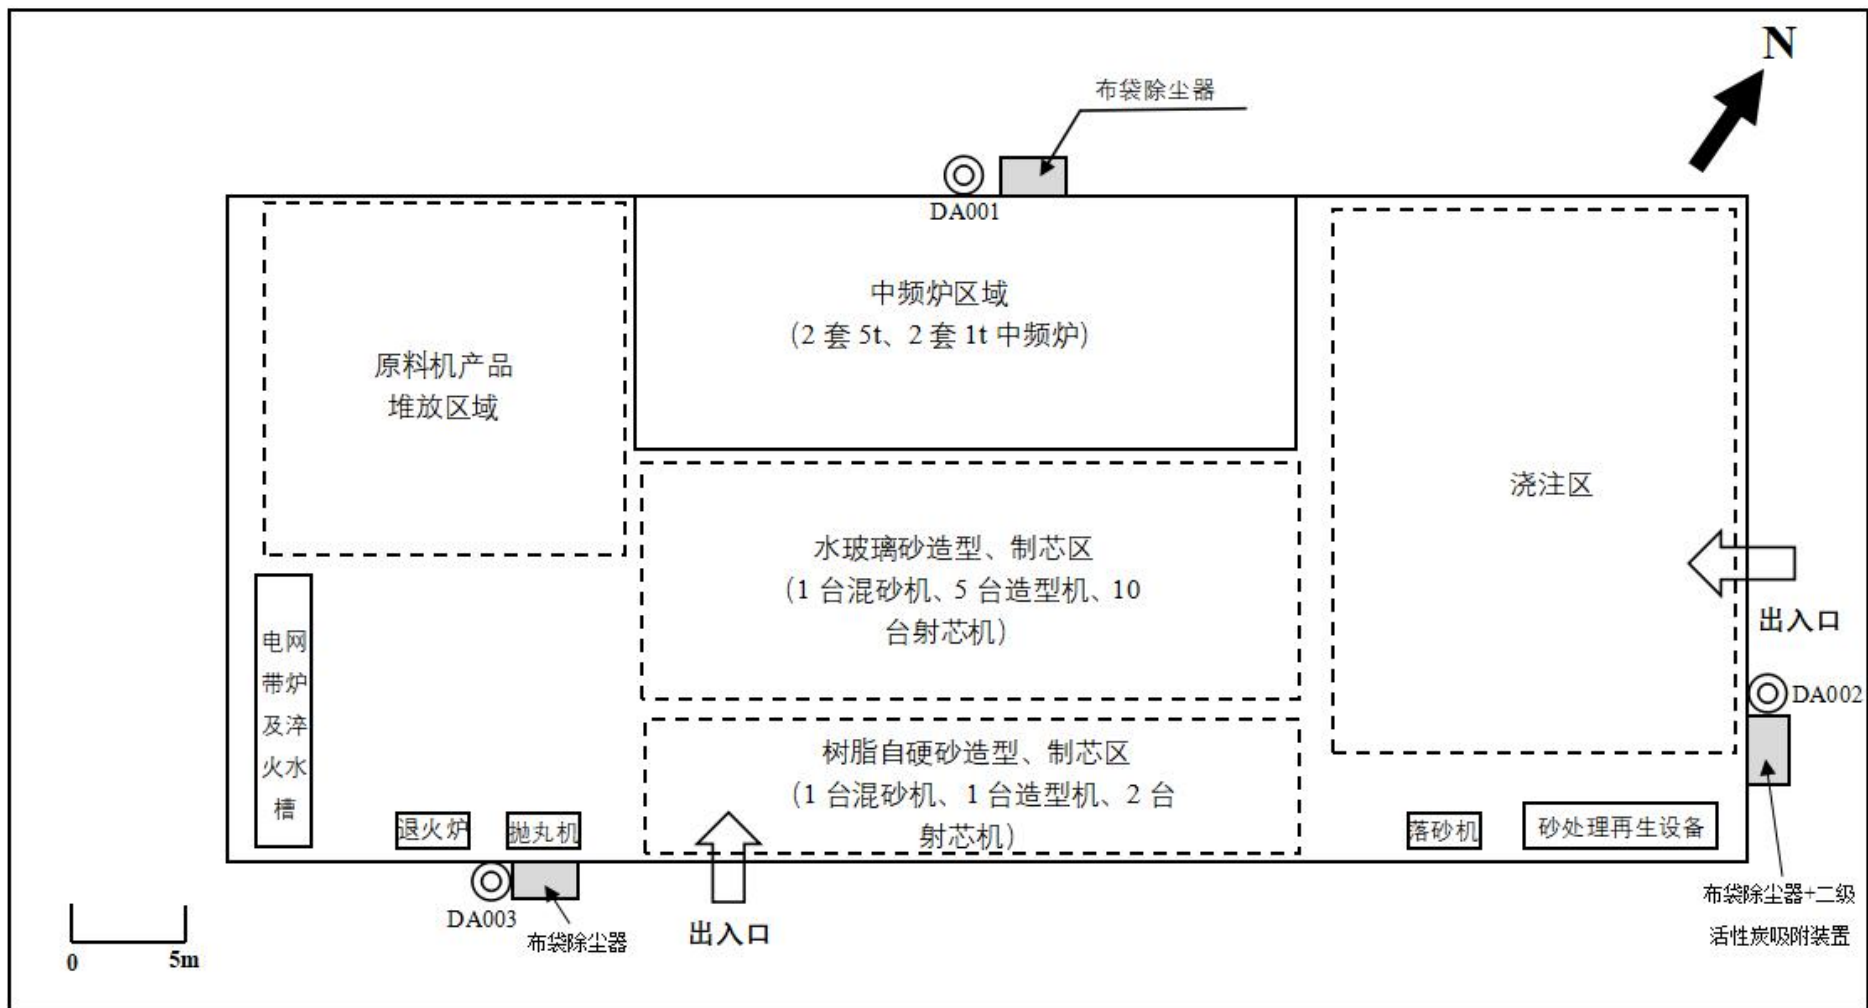 N
布袋除尘器
DA001
中频炉区域
（2 套 5t、2 套 1t 中频炉）
原料机产品
堆放区域
浇注区
水玻璃砂造型、制芯区
（1 台混砂机、5 台造型机、10
台射芯机）
出入口
电网
带炉
及淬
火水
槽
DA002
树脂自硬砂造型、制芯区
（1 台混砂机、1 台造型机、2 台
射芯机）
退火炉
抛丸机
落砂机
砂处理再生设备
DA003
布袋除尘器
出入口
布袋除尘器+二级
活性炭吸附装置
0 5m